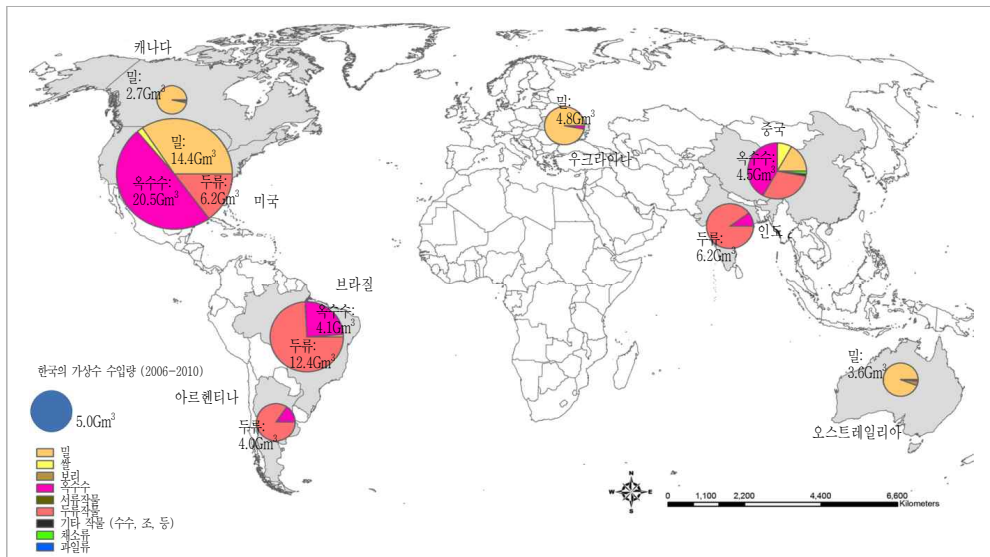 캐나다
밀:
2.7Gm³
밀:
14.4Gm³
옥수수:
20.5Gm³
두류:
6.2Gm³
미국
밀:
4.8Gm³
우크라이나
중국
옥수수:
4.5Gm³
인도
두류:
6.2Gm³
브라질
옥수수:
4.1Gm³
두류:
12.4Gm³
아르헨티나
두류:
4.0Gm³
밀:
3.6Gm³
오스트레일리아
한국의 가상수 수입량 (2006-2010)
5.0Gm³
밀
쌀
보리
옥수수
서류작물
두류작물
기타 작물 (수수, 조, 등)
채소류
과일류
N
W E
S
0 1,100 2,200 4,400 6,600
Kilometers